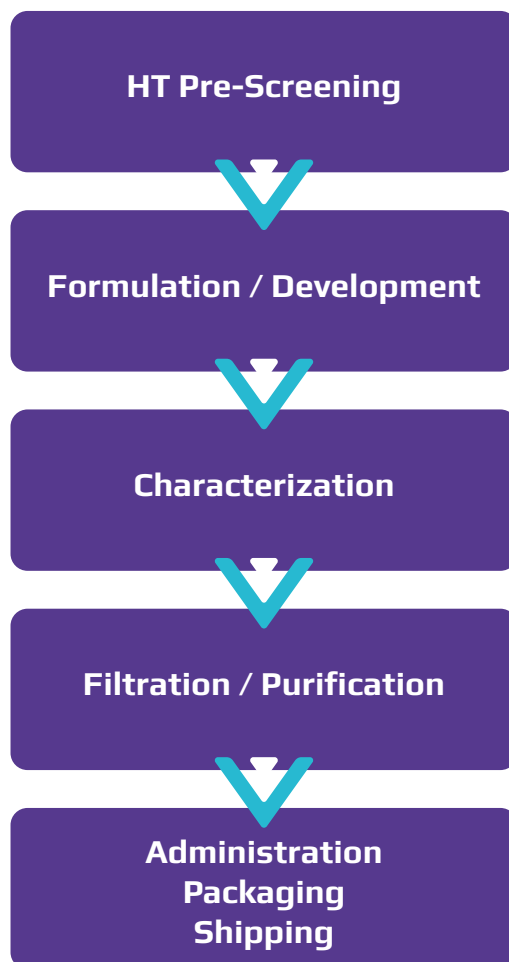 HT Pre-Screening
Formulation / Development
Characterization
Filtration / Purification
Administration
Packaging
Shipping